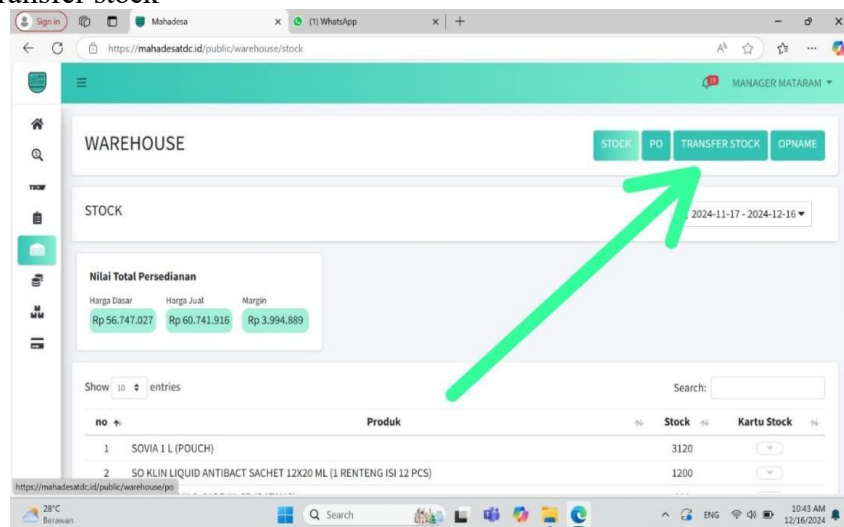 Sign in
Mahadesa
(1) WhatsApp
https://mahadesatdc.id/public/warehouse/stock
MANAGER MATARAM
WAREHOUSE
STOCK
PO
TRANSFER STOCK
OPNAME
STOCK
2024-11-17 - 2024-12-16
Nilai Total Persedianan
Harga Dasar Harga Jual Margin
Rp 56.747.027 Rp 60.741.916 Rp 3.994.889
Show 10 entries
Search:
no Produk Stock Kartu Stock
1 SOVIA 1 L (POUCH) 3120
2 SO KLIN LIQUID ANTIBACT SACHET 12X20 ML (1 RENTENG ISI 12 PCS) 1200
https://mahadesatdc.id/public/warehouse/po
28°C
Berawan
Search
ENG
10:43 AM
12/16/2024